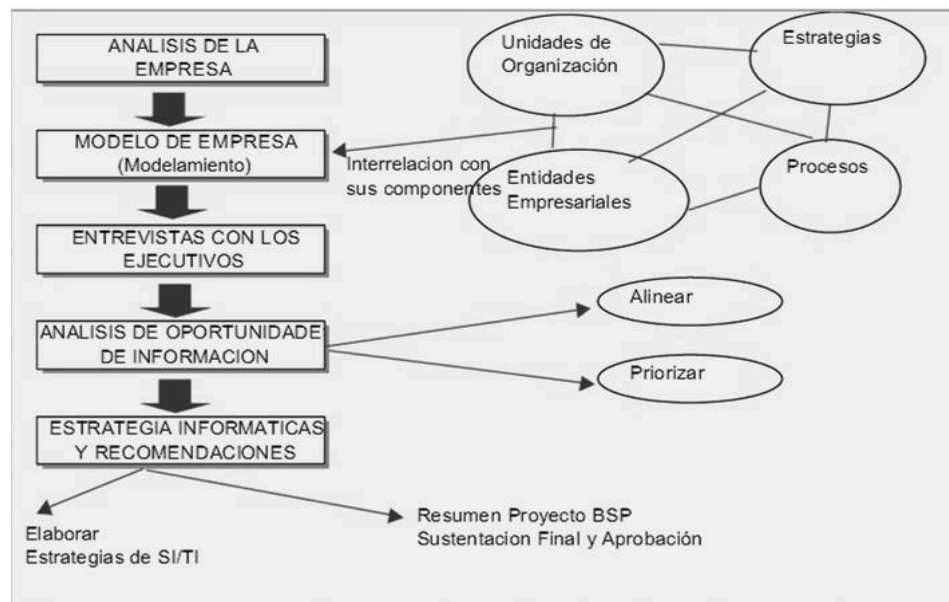 ANALISIS DE LA
EMPRESA
MODELO DE EMPRESA
(Modelamiento)
ENTREVISTAS CON LOS
EJECUTIVOS
ANALISIS DE OPORTUNIDADES
DE INFORMACION
ESTRATEGIA INFORMATICAS
Y RECOMENDACIONES
Elaborar
Estrategias de SI/TI
Resumen Proyecto BSP
Sustentacion Final y Aprobación
Interrelacion con
sus componentes
Unidades de
Organización
Estrategias
Entidades
Empresariales
Procesos
Alinear
Priorizar